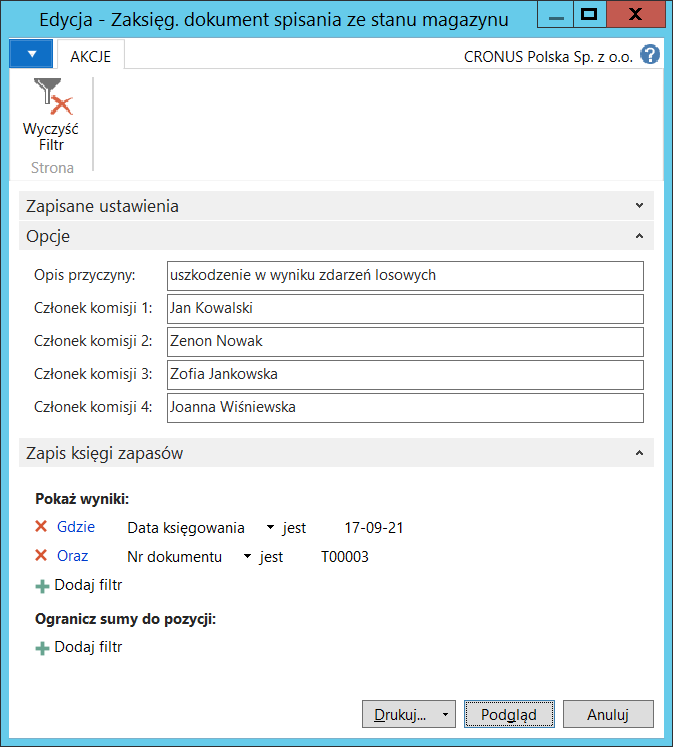 Edycja - Zaksięg. dokument spisania ze stanu magazynu
AKCJE
CRONUS Polska Sp. z o.o.
?
Wyczyść
Filtr
Strona
Zapisane ustawienia
Opcje
Opis przyczyny: uszkodzenie w wyniku zdarzeń losowych
Członek komisji 1: Jan Kowalski
Członek komisji 2: Zenon Nowak
Członek komisji 3: Zofia Jankowska
Członek komisji 4: Joanna Wiśniewska
Zapis księgi zapasów
Pokaż wyniki:
Gdzie Data księgowania jest 17-09-21
Oraz Nr dokumentu jest T00003
Dodaj filtr
Ogranicz sumy do pozycji:
Dodaj filtr
Drukuj... Podgląd Anuluj